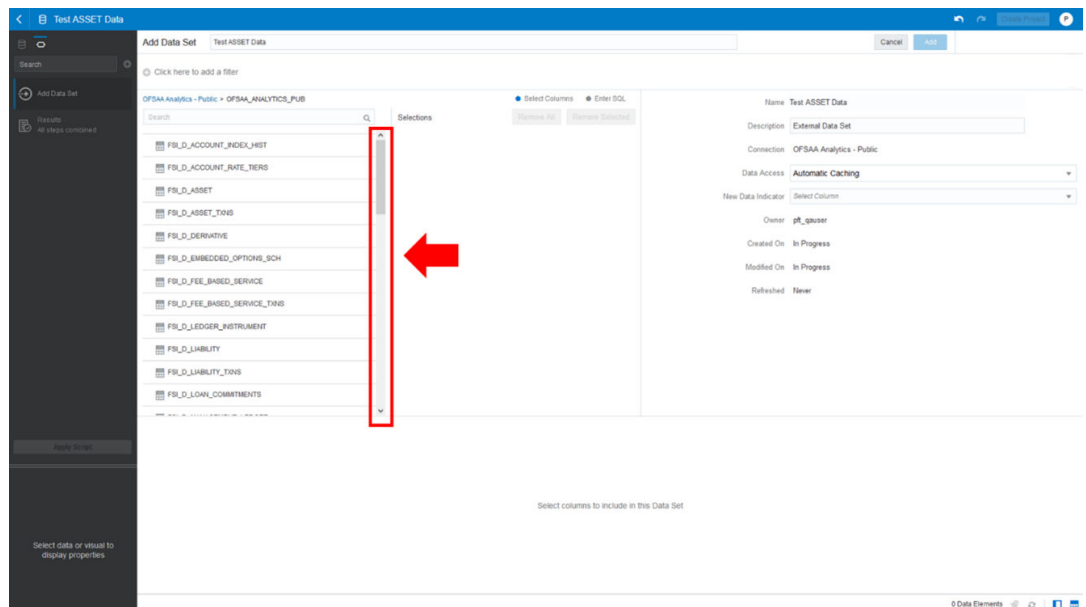 Test ASSET Data
Create Project
P
Search
Add Data Set
Results
All steps combined
Apply Script
Select data or visual to
display properties
Add Data Set
Test ASSET Data
Cancel
Add
Click here to add a filter
OFSAA Analytics - Public > OFSAA_ANALYTICS_PUB
Search
FSI_D_ACCOUNT_INDEX_HIST
FSI_D_ACCOUNT_RATE_TIERS
FSI_D_ASSET
FSI_D_ASSET_TXNS
FSI_D_DERIVATIVE
FSI_D_EMBEDDED_OPTIONS_SCH
FSI_D_FEE_BASED_SERVICE
FSI_D_FEE_BASED_SERVICE_TXNS
FSI_D_LEDGER_INSTRUMENT
FSI_D_LIABILITY
FSI_D_LIABILITY_TXNS
FSI_D_LOAN_COMMITMENTS
Select Columns
Enter SQL
Selections
Remove All
Remove Selected
Name Test ASSET Data
Description External Data Set
Connection OFSAA Analytics - Public
Data Access Automatic Caching
New Data Indicator Select Column
Owner pft_qauser
Created On In Progress
Modified On In Progress
Refreshed Never
Select columns to include in this Data Set
0 Data Elements